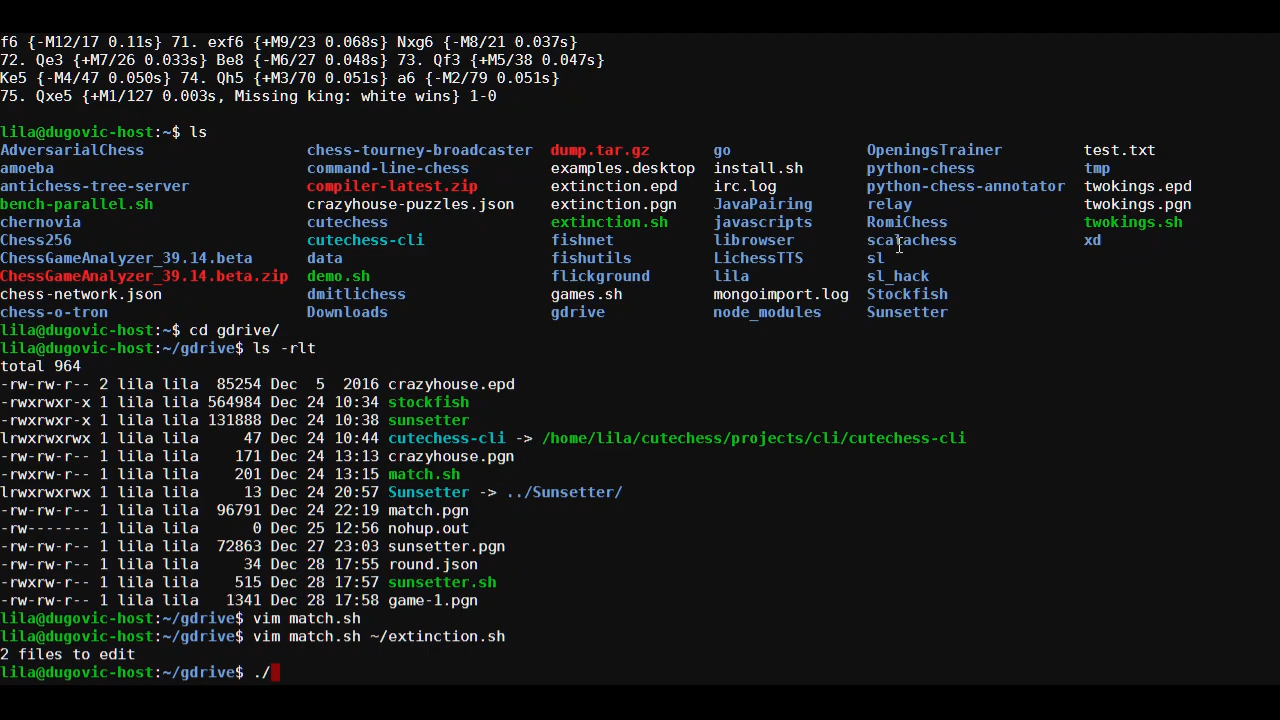 f6 {-M12/17 0.11s} 71. exf6 {+M9/23 0.068s} Nxg6 {-M8/21 0.037s}
72. Qe3 {+M7/26 0.033s} Be8 {-M6/27 0.048s} 73. Qf3 {+M5/38 0.047s}
Ke5 {-M4/47 0.050s} 74. Qh5 {+M3/70 0.051s} a6 {-M2/79 0.051s}
75. Qxe5 {+M1/127 0.003s, Missing king: white wins} 1-0

lila@dugovic-host:~$ ls
AdversarialChess chess-tourney-broadcaster dump.tar.gz go OpeningsTrainer test.txt
amoeba command-line-chess examples.desktop install.sh python-chess tmp
antichess-tree-server compiler-latest.zip extinction.epd irc.log python-chess-annotator twokings.epd
bench-parallel.sh crazyhouse-puzzles.json extinction.pgn JavaPairing relay twokings.pgn
chernovia cutechess extinction.sh javascripts RomiChess twokings.sh
Chess256 cutechess-cli fishnet librowser scalachess xd
ChessGameAnalyzer_39.14.beta data fishutils LichessTTS sl
ChessGameAnalyzer_39.14.beta.zip demo.sh flickground lila sl_hack
chess-network.json dmitlichess games.sh mongoimport.log Stockfish
chess-o-tron Downloads gdrive node_modules Sunsetter
lila@dugovic-host:~$ cd gdrive/
lila@dugovic-host:~/gdrive$ ls -rlt
total 964
-rw-rw-r-- 2 lila lila 85254 Dec 5 2016 crazyhouse.epd
-rwxrwxr-x 1 lila lila 564984 Dec 24 10:34 stockfish
-rwxrwxr-x 1 lila lila 131888 Dec 24 10:38 sunsetter
lrwxrwxrwx 1 lila lila 47 Dec 24 10:44 cutechess-cli -> /home/lila/cutechess/projects/cli/cutechess-cli
-rw-rw-r-- 1 lila lila 171 Dec 24 13:13 crazyhouse.pgn
-rwxrw-r-- 1 lila lila 201 Dec 24 13:15 match.sh
lrwxrwxrwx 1 lila lila 13 Dec 24 20:57 Sunsetter -> ../Sunsetter/
-rw-rw-r-- 1 lila lila 96791 Dec 24 22:19 match.pgn
-rw------- 1 lila lila 0 Dec 25 12:56 nohup.out
-rw-rw-r-- 1 lila lila 72863 Dec 27 23:03 sunsetter.pgn
-rw-rw-r-- 1 lila lila 34 Dec 28 17:55 round.json
-rwxrw-r-- 1 lila lila 515 Dec 28 17:57 sunsetter.sh
-rw-rw-r-- 1 lila lila 1341 Dec 28 17:58 game-1.pgn
lila@dugovic-host:~/gdrive$ vim match.sh
lila@dugovic-host:~/gdrive$ vim match.sh ~/extinction.sh
2 files to edit
lila@dugovic-host:~/gdrive$ ./